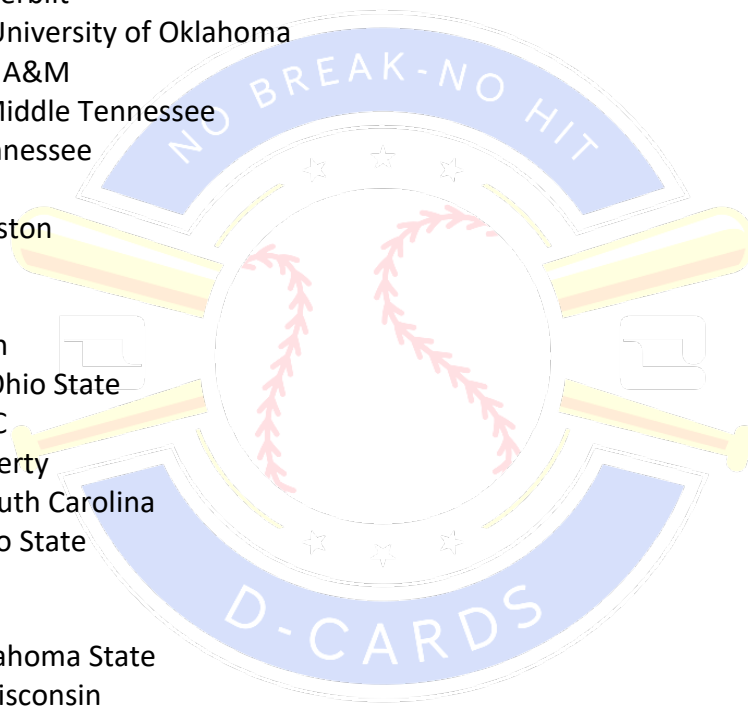 University of Oklahoma
A&M
Middle Tennessee
nnessee
ston
Ohio State
C
erty
uth Carolina
o State
ahoma State
isconsin
NO BREAK-NO HIT
D-CARDS